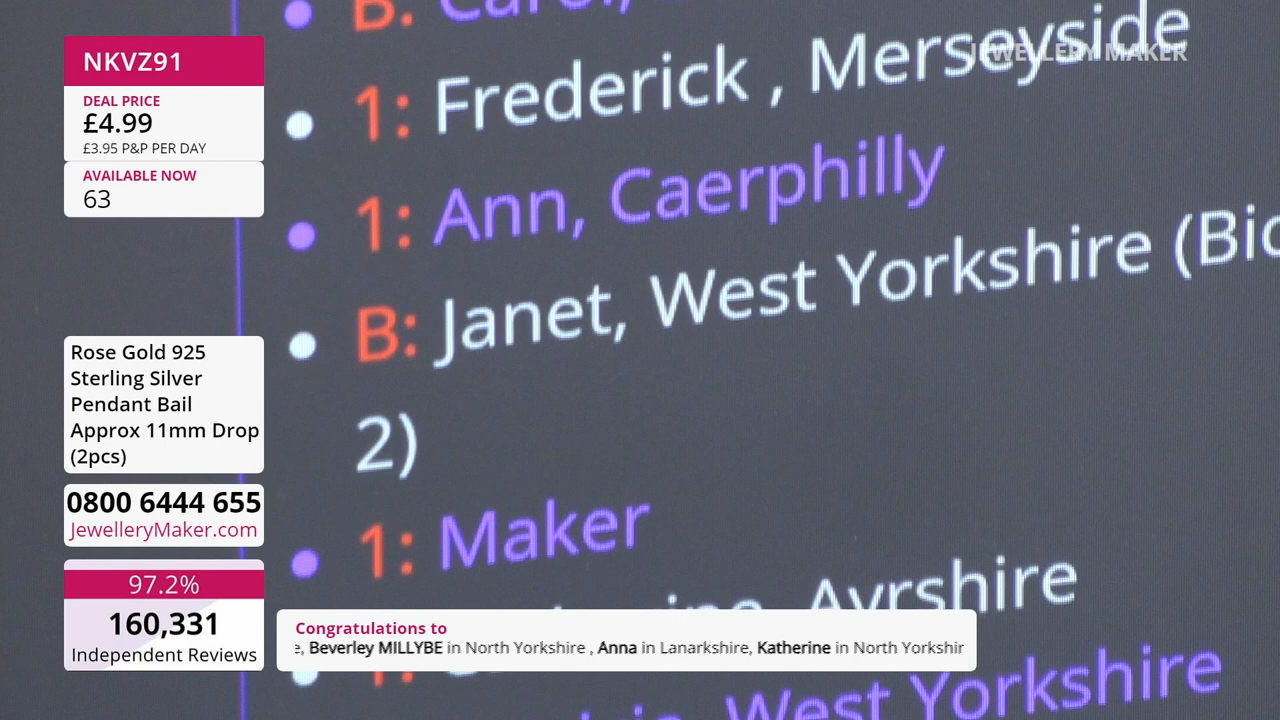 NKVZ91
DEAL PRICE
£4.99
£3.95 P&P PER DAY
AVAILABLE NOW
63
Rose Gold 925
Sterling Silver
Pendant Bail
Approx 11mm Drop
(2pcs)
0800 6444 655
JewelleryMaker.com
97.2%
160,331
Independent Reviews
JEWELLERY MAKER
B: Carol,
1: Frederick , Merseyside
1: Ann, Caerphilly
B: Janet, West Yorkshire (Bid
2)
1: Maker
Ayrshire
West Yorkshire
Congratulations to
e, Beverley MILLYBE in North Yorkshire , Anna in Lanarkshire, Katherine in North Yorkshir